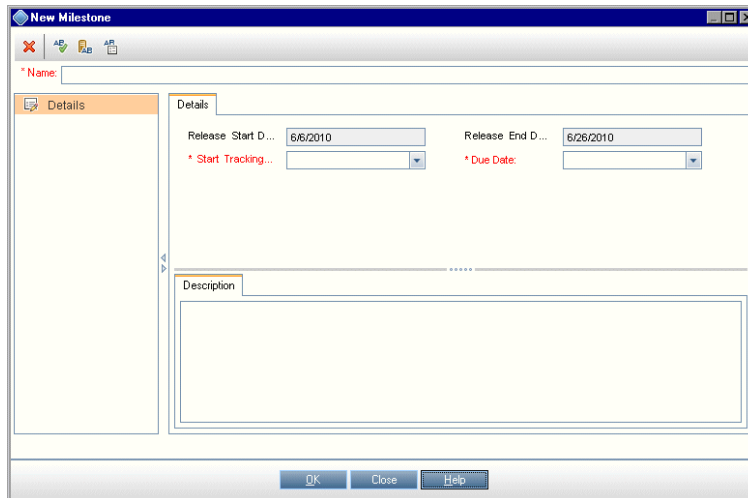 New Milestone
* Name:
Details
Details
Release Start D... 6/6/2010 Release End D... 6/26/2010
* Start Tracking... * Due Date:
Description
OK Close Help